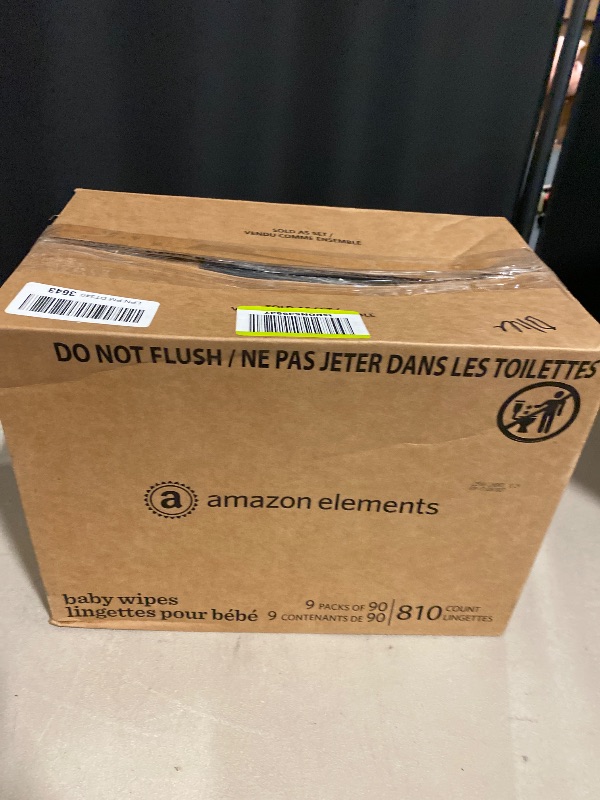 SOLD AS SET /
VENDU COMME ENSEMBLE
3643
DO NOT FLUSH / NE PAS JETER DANS LES TOILETTES
a amazon elements
baby wipes
lingettes pour bébé
9 PACKS OF 90
9 CONTENANTS DE 90
810 COUNT
LINGETTES